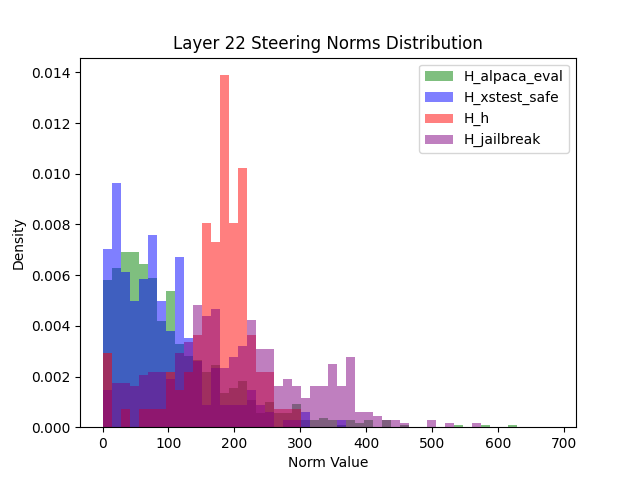 Layer 22 Steering Norms Distribution
H_alpaca_eval
H_xstest_safe
H_h
H_jailbreak
0.014
0.012
0.010
0.008
0.006
0.004
0.002
0.000
Density
0 100 200 300 400 500 600 700
Norm Value